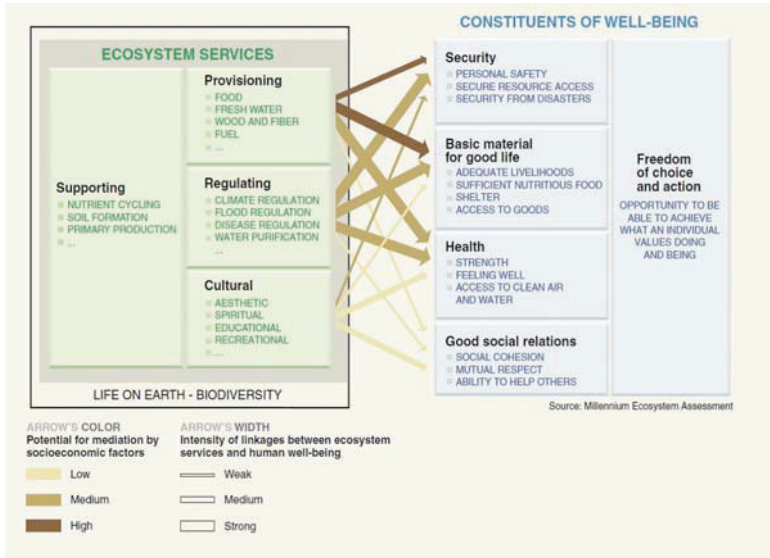 CONSTITUENTS OF WELL-BEING
ECOSYSTEM SERVICES
Provisioning
FOOD
FRESH WATER
WOOD AND FIBER
FUEL
...
Supporting
NUTRIENT CYCLING
SOIL FORMATION
PRIMARY PRODUCTION
...
Regulating
CLIMATE REGULATION
FLOOD REGULATION
DISEASE REGULATION
WATER PURIFICATION
...
Cultural
AESTHETIC
SPIRITUAL
EDUCATIONAL
RECREATIONAL
...
LIFE ON EARTH - BIODIVERSITY
Security
PERSONAL SAFETY
SECURE RESOURCE ACCESS
SECURITY FROM DISASTERS
Basic material
for good life
ADEQUATE LIVELIHOODS
SUFFICIENT NUTRITIOUS FOOD
SHELTER
ACCESS TO GOODS
Health
STRENGTH
FEELING WELL
ACCESS TO CLEAN AIR
AND WATER
Good social relations
SOCIAL COHESION
MUTUAL RESPECT
ABILITY TO HELP OTHERS
Freedom
of choice
and action
OPPORTUNITY TO BE
ABLE TO ACHIEVE
WHAT AN INDIVIDUAL
VALUES DOING
AND BEING
Source: Millennium Ecosystem Assessment
ARROW'S COLOR
Potential for mediation by
socioeconomic factors
Low
Medium
High
ARROW'S WIDTH
Intensity of linkages between ecosystem
services and human well-being
Weak
Medium
Strong